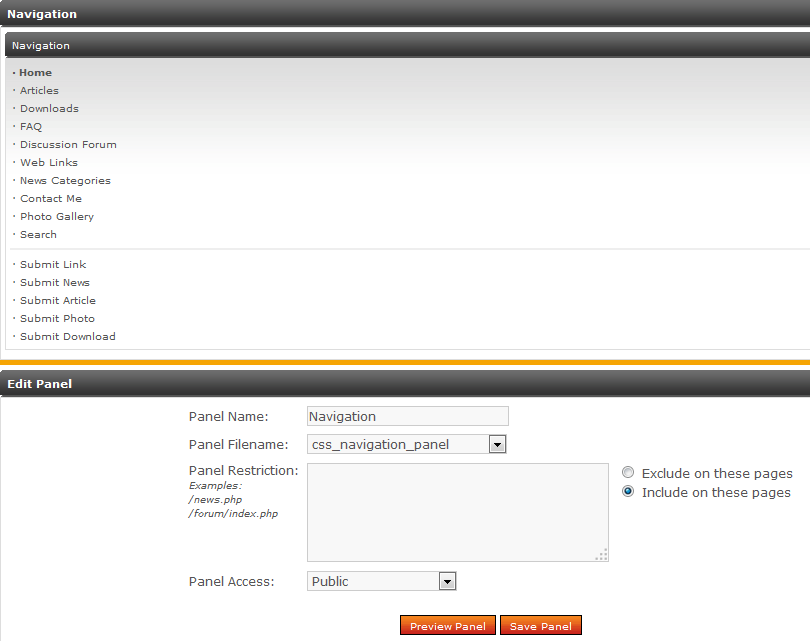 Navigation
Navigation
· Home
· Articles
· Downloads
· FAQ
· Discussion Forum
· Web Links
· News Categories
· Contact Me
· Photo Gallery
· Search
· Submit Link
· Submit News
· Submit Article
· Submit Photo
· Submit Download
Edit Panel
Panel Name: Navigation
Panel Filename: css_navigation_panel
Panel Restriction:
Examples:
/news.php
/forum/index.php
Exclude on these pages
Include on these pages
Panel Access: Public
Preview Panel Save Panel